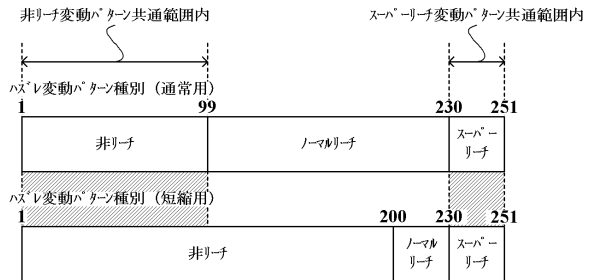 非リーチ変動パターン共通範囲内
スーパーリーチ変動パターン共通範囲内
ハズレ変動パターン種別（通常用）
1 99 230 251
非リーチ ノーマルリーチ スーパー
リーチ
ハズレ変動パターン種別（短縮用）
1 200 230 251
非リーチ ノーマル
リーチ スーパー
リーチ